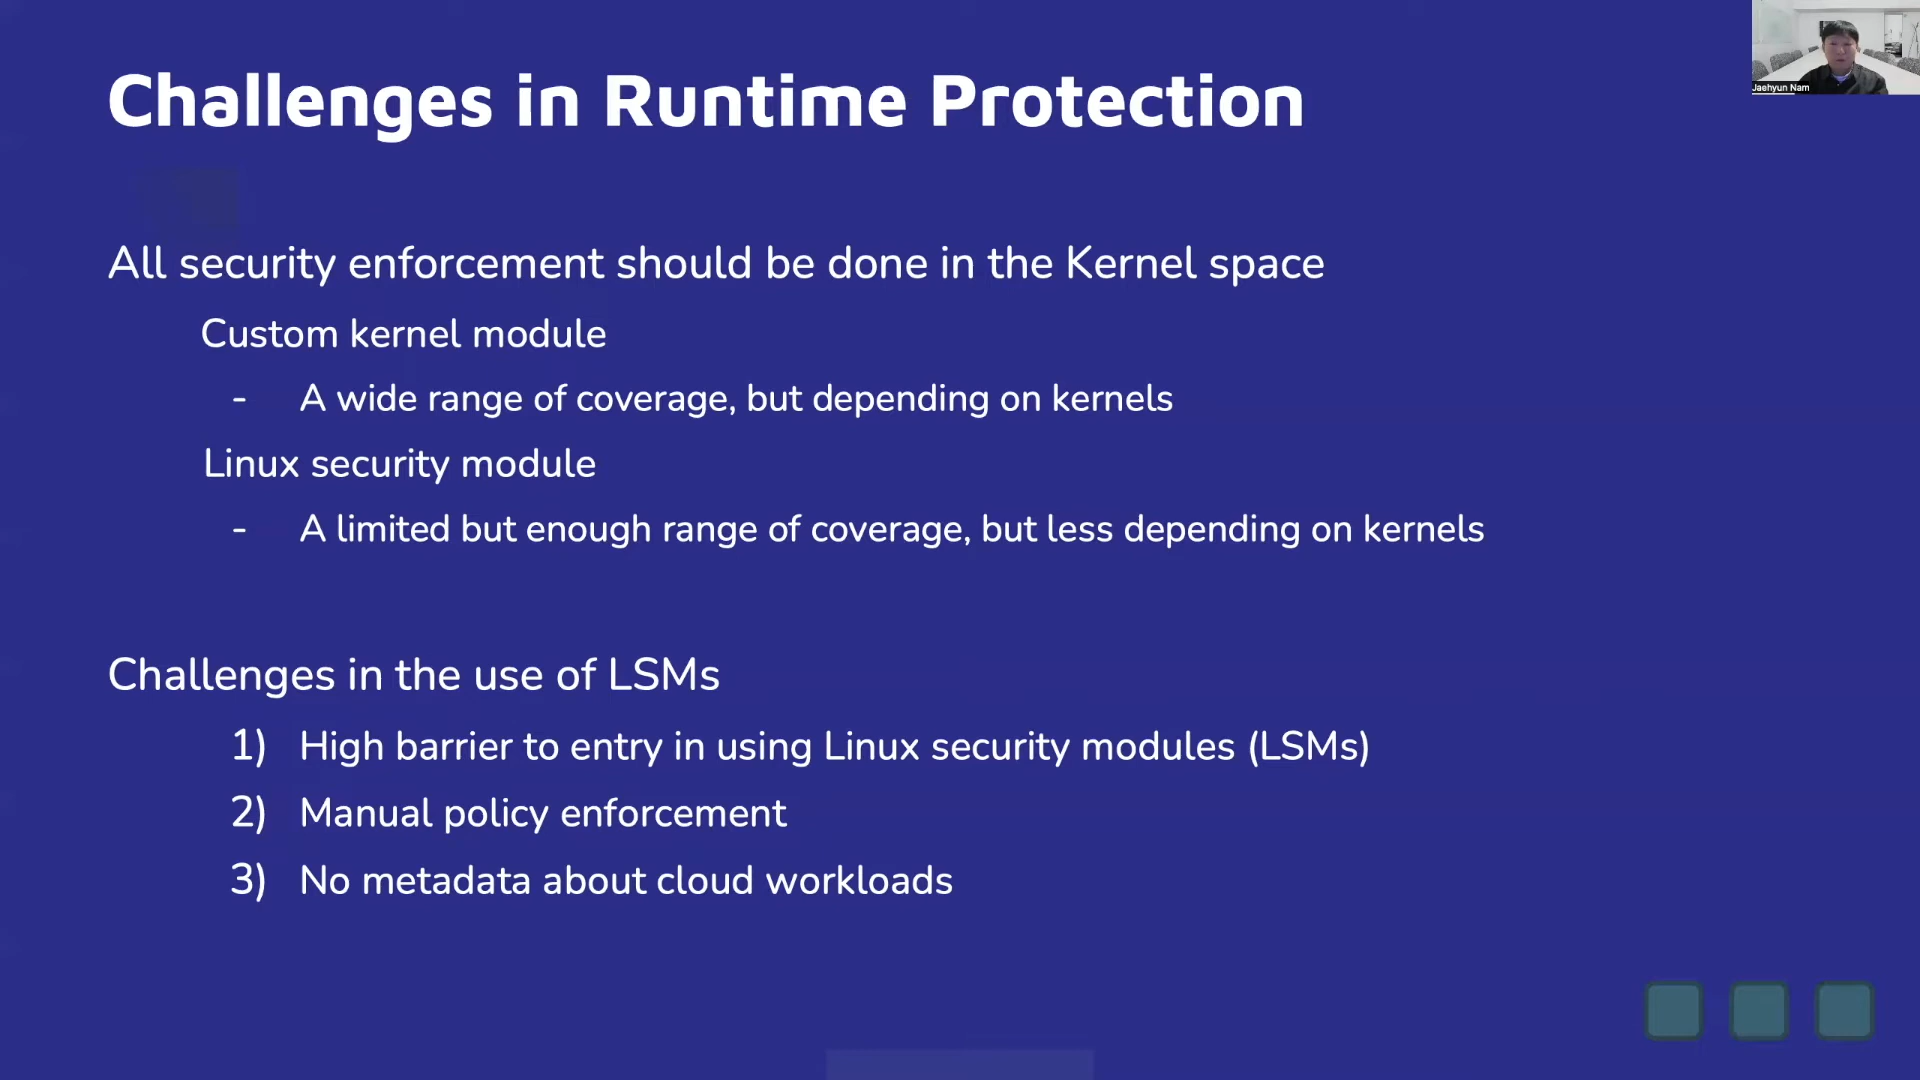 Challenges in Runtime Protection
Jaehyun Nam
All security enforcement should be done in the Kernel space
Custom kernel module
- A wide range of coverage, but depending on kernels
Linux security module
- A limited but enough range of coverage, but less depending on kernels
Challenges in the use of LSMs
1) High barrier to entry in using Linux security modules (LSMs)
2) Manual policy enforcement
3) No metadata about cloud workloads